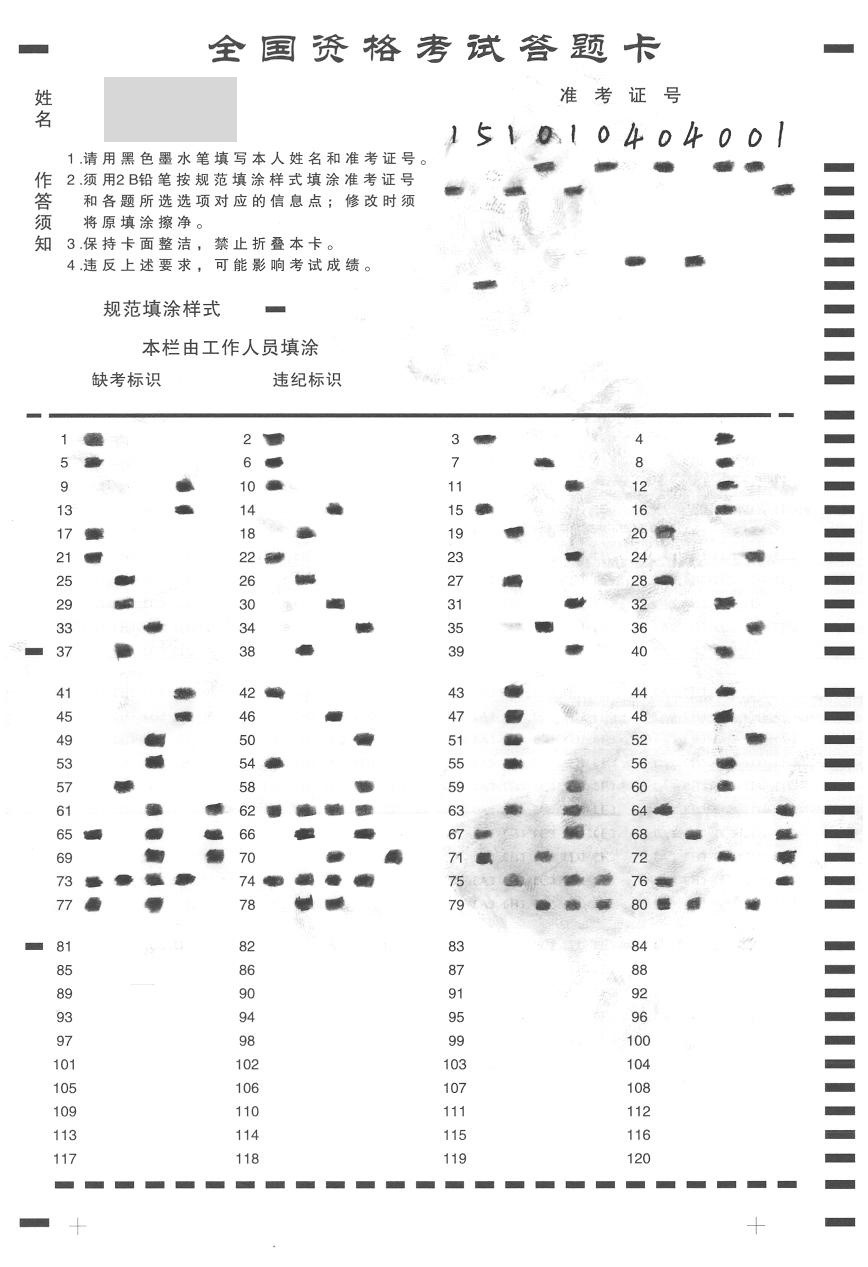 全国资格考试答题卡
姓名
准考证号
151010404001
作答须知
1.请用黑色墨水笔填写本人姓名和准考证号。
2.须用2B铅笔按规范填涂样式填涂准考证号
和各题所选选项对应的信息点；修改时须
将原填涂擦净。
3.保持卡面整洁，禁止折叠本卡。
4.违反上述要求，可能影响考试成绩。
规范填涂样式
本栏由工作人员填涂
缺考标识 违纪标识
1 2 3 4
5 6 7 8
9 10 11 12
13 14 15 16
17 18 19 20
21 22 23 24
25 26 27 28
29 30 31 32
33 34 35 36
37 38 39 40
41 42 43 44
45 46 47 48
49 50 51 52
53 54 55 56
57 58 59 60
61 62 63 64
65 66 67 68
69 70 71 72
73 74 75 76
77 78 79 80
81 82 83 84
85 86 87 88
89 90 91 92
93 94 95 96
97 98 99 100
101 102 103 104
105 106 107 108
109 110 111 112
113 114 115 116
117 118 119 120